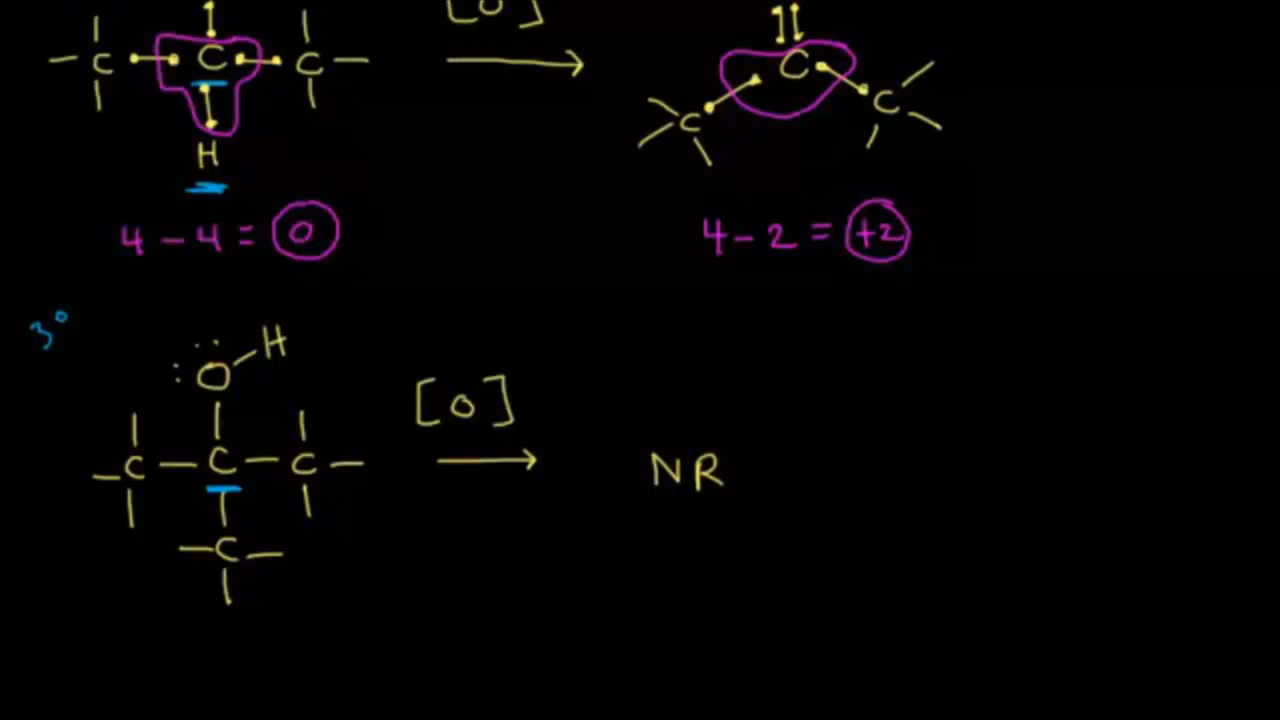 [O]
C C C
C
C C
H
4 - 4 = 0
4 - 2 = +2
3°
H
:O
[O]
C - C - C
NR
C